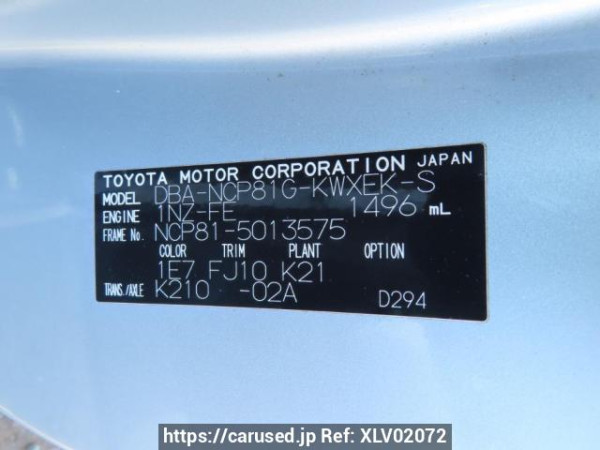 TOYOTA MOTOR CORPORATION JAPAN
MODEL DBA-NCP81G-KWXEK-S
ENGINE 1NZ-FE 1496 mL
FRAME No. NCP81-5013575
COLOR TRIM PLANT OPTION
1E7 FJ10 K21
TRANS./AXLE K210 -02A D294
https://carused.jp Ref: XLV02072